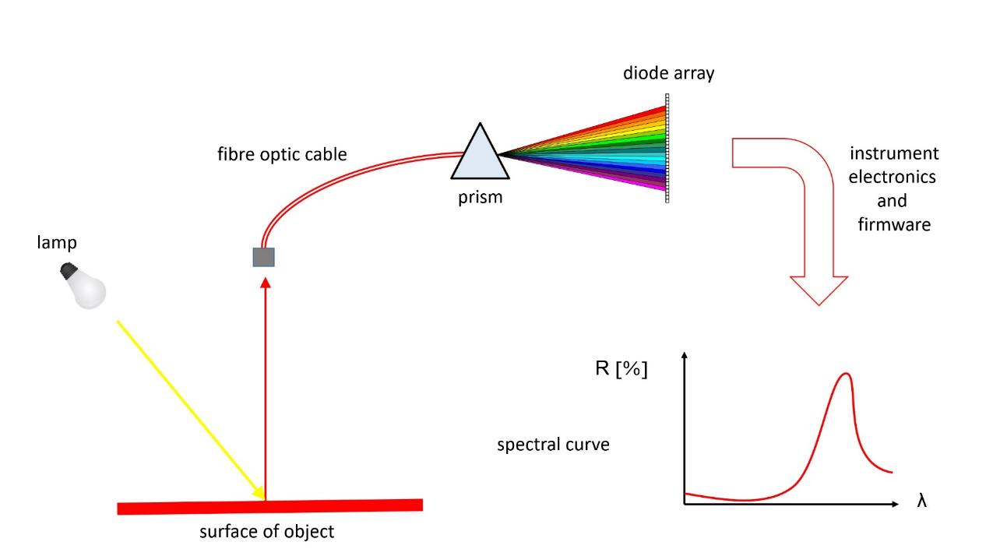 diode array
fibre optic cable
prism
instrument
electronics
and
firmware
lamp
R [%]
spectral curve
λ
surface of object